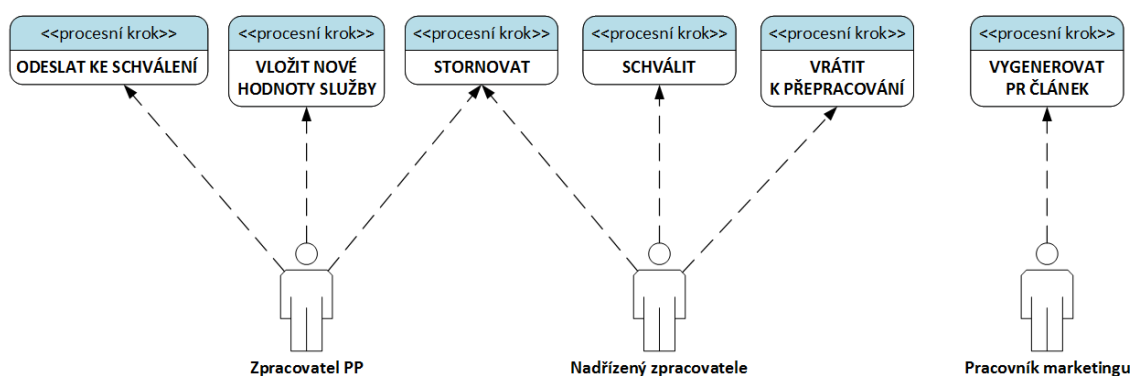 <<procesní krok>>
ODESLAT KE SCHVÁLENÍ
<<procesní krok>>
VLOŽIT NOVÉ
HODNOTY SLUŽBY
<<procesní krok>>
STORNOVAT
<<procesní krok>>
SCHVÁLIT
<<procesní krok>>
VRÁTIT
K PŘEPRACOVÁNÍ
<<procesní krok>>
VYGENEROVAT
PR ČLÁNEK
Zpracovatel PP
Nadřízený zpracovatele
Pracovník marketingu